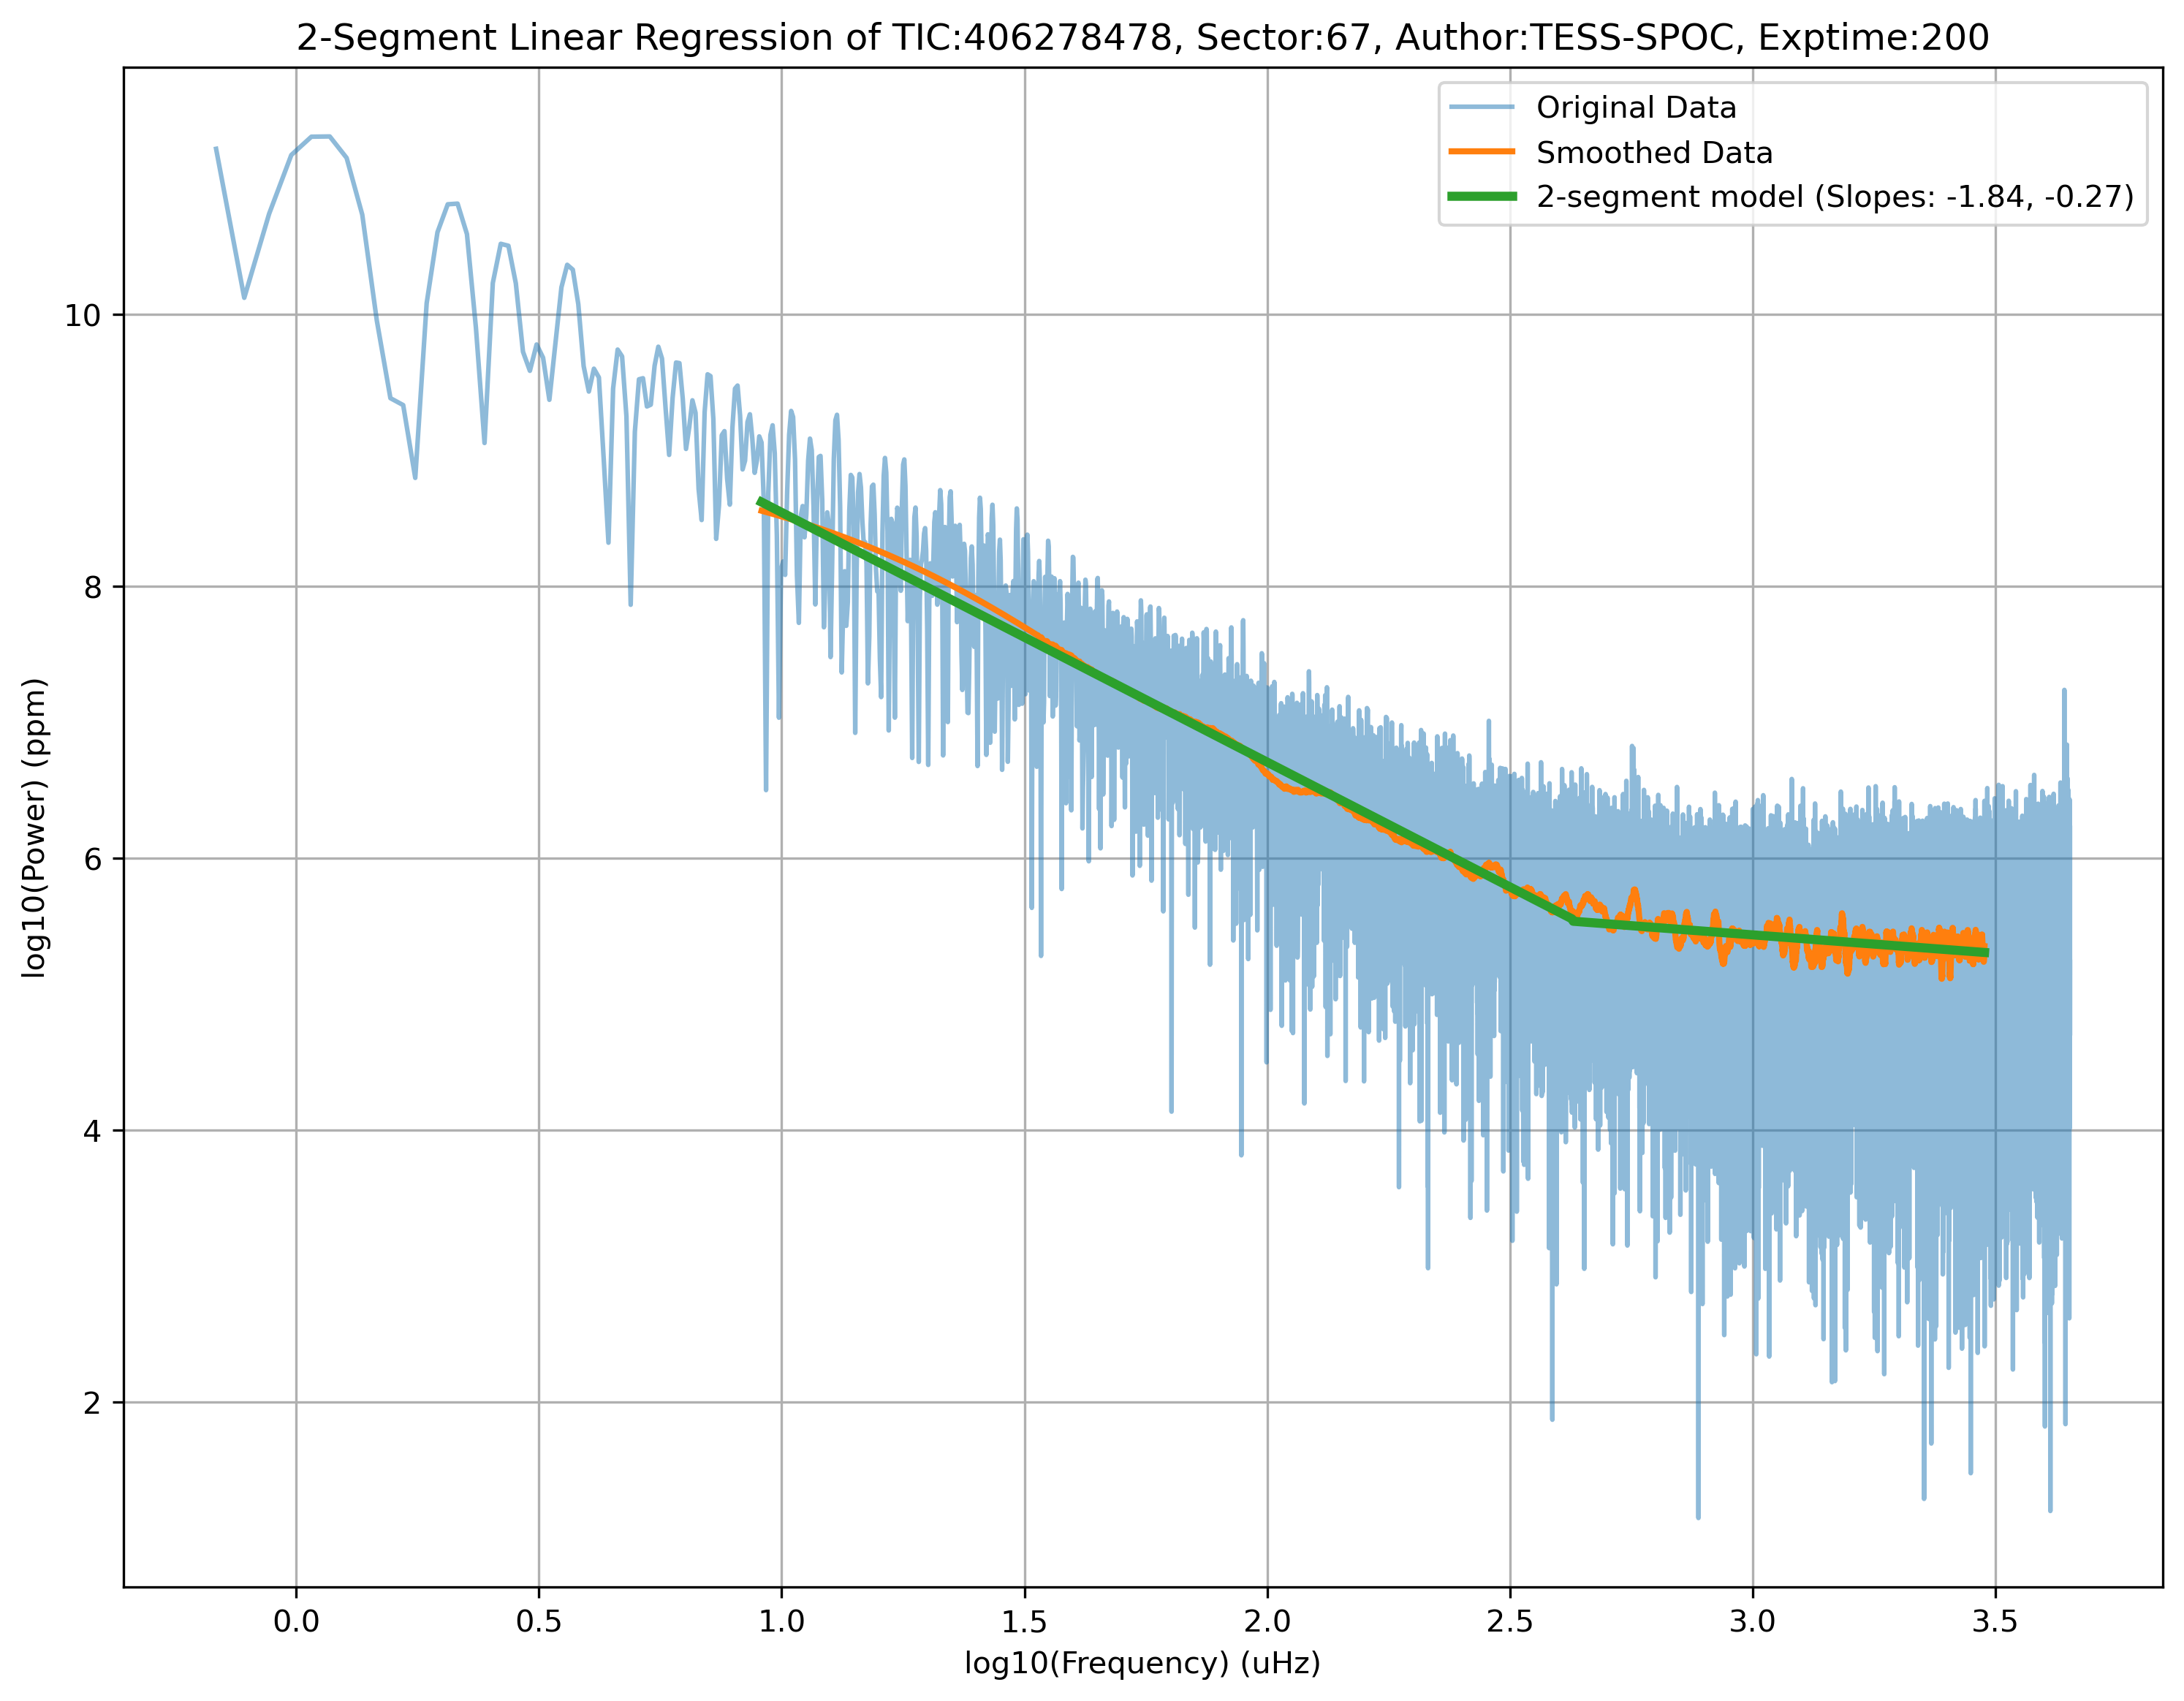 2-Segment Linear Regression of TIC:406278478, Sector:67, Author:TESS-SPOC, Exptime:200
Original Data
Smoothed Data
2-segment model (Slopes: -1.84, -0.27)
log10(Power) (ppm)
10
8
6
4
2
0.0 0.5 1.0 1.5 2.0 2.5 3.0 3.5
log10(Frequency) (uHz)